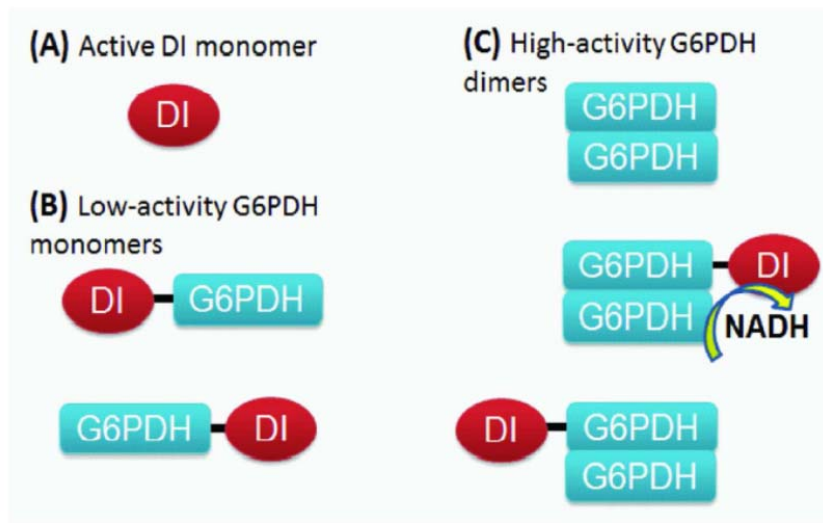 (A) Active DI monomer
DI
(B) Low-activity G6PDH
monomers
DI G6PDH
G6PDH DI
(C) High-activity G6PDH
dimers
G6PDH
G6PDH
G6PDH DI
G6PDH
NADH
DI G6PDH
G6PDH